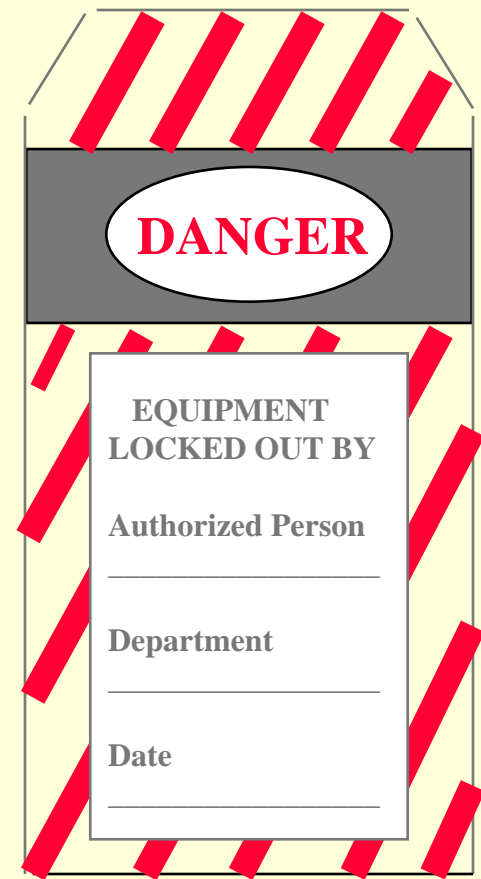 DANGER
EQUIPMENT
LOCKED OUT BY
Authorized Person
Department
Date